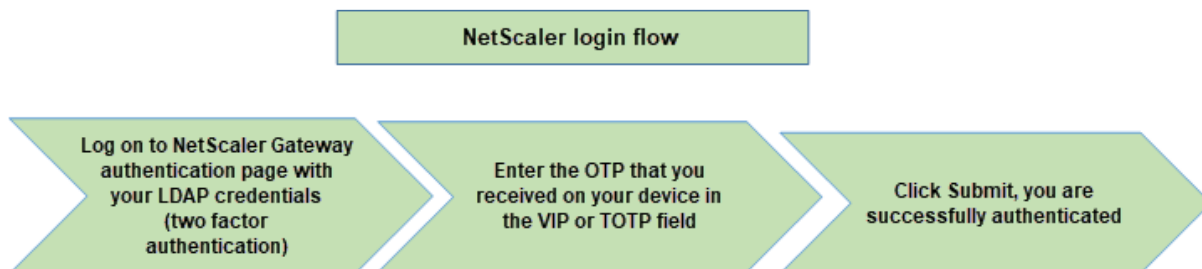 NetScaler login flow
Log on to NetScaler Gateway
authentication page with
your LDAP credentials
(two factor
authentication)
Enter the OTP that you
received on your device in
the VIP or TOTP field
Click Submit, you are
successfully authenticated